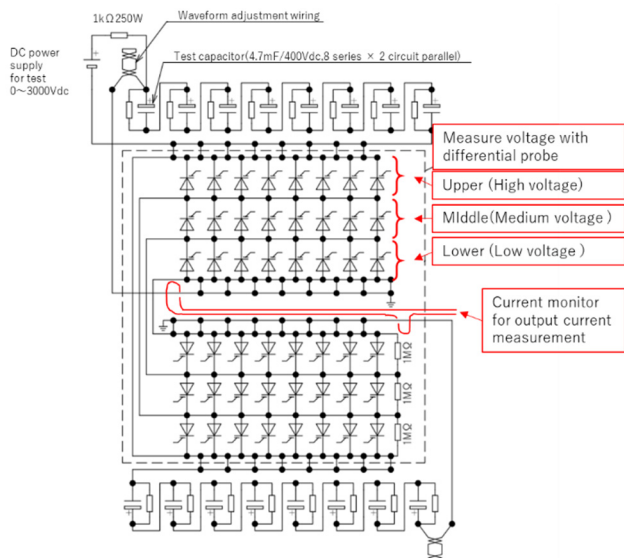 1kΩ250W
Waveform adjustment wiring
DC power
supply
for test
0～3000Vdc
Test capacitor(4.7mF/400Vdc,8 series × 2 circuit parallel)
Measure voltage with
differential probe
Upper (High voltage)
MIddle(Medium voltage )
Lower (Low voltage )
Current monitor
for output current
measurement
1MΩ
1MΩ
1MΩ